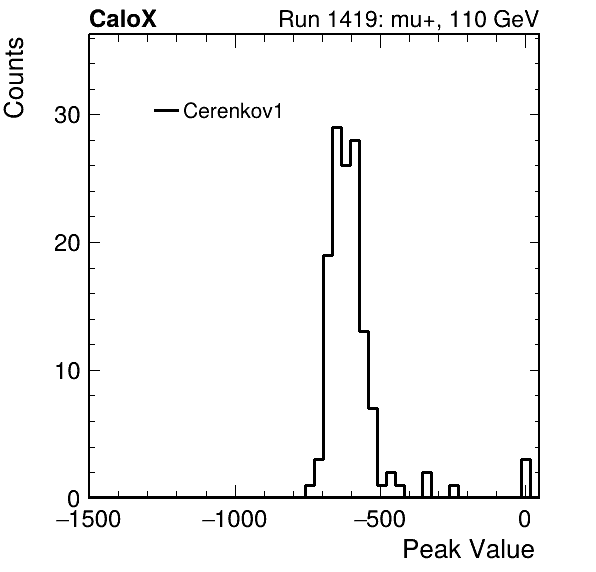 CaloX Run 1419: mu+, 110 GeV
Counts
Cerenkov1
30
20
10
0
−1500 −1000 −500 0
Peak Value